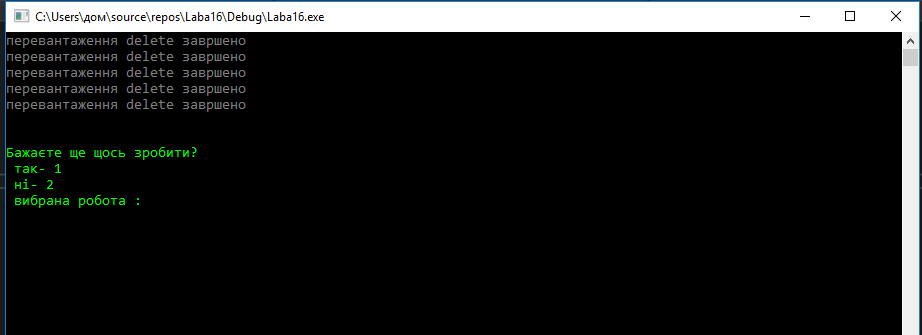 C:\Users\дом\source\repos\Laba16\Debug\Laba16.exe
перевантаження delete завршено
перевантаження delete завршено
перевантаження delete завршено
перевантаження delete завршено
перевантаження delete завршено
Бажаєте ще щось зробити?
так- 1
ні- 2
вибрана робота :